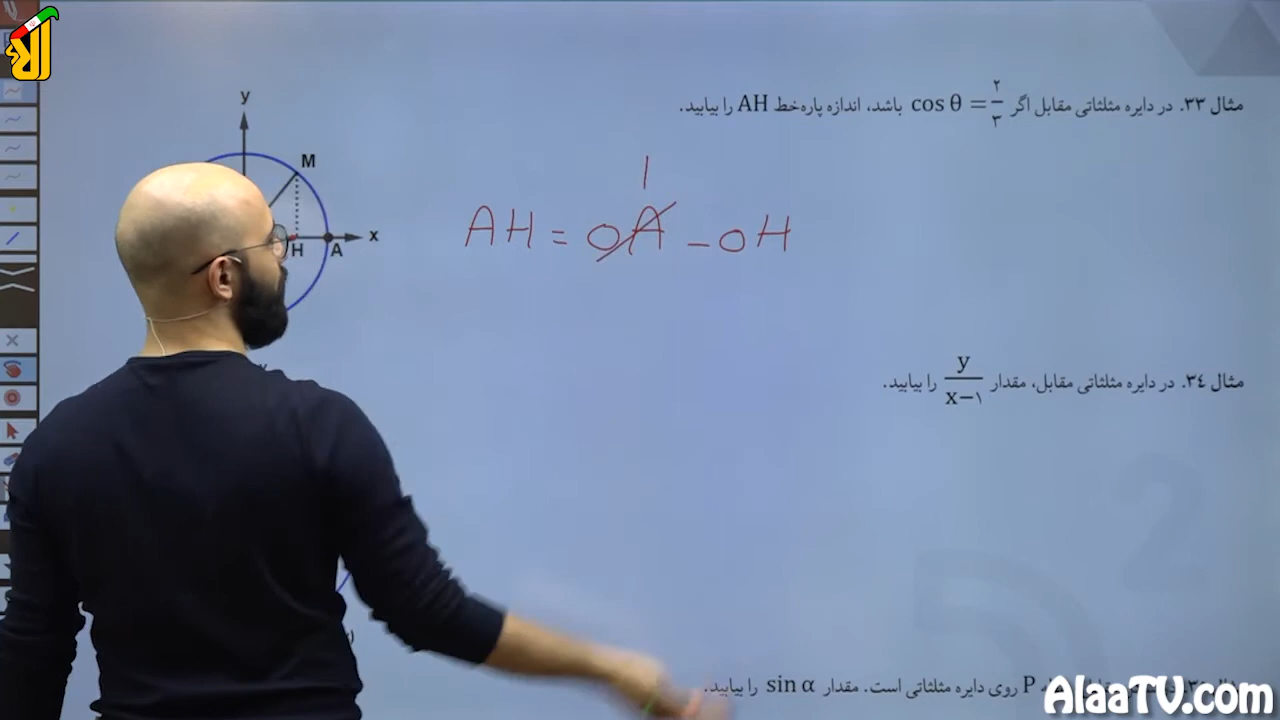 مثال ۳۳. در دایره مثلثاتی مقابل اگر cos θ = ۲/۳ باشد، اندازه پاره‌خط AH را بیابید.
y
M
x
H
A
1
AH = OA - OH
مثال ۳٤. در دایره مثلثاتی مقابل، مقدار y/x-۱ را بیابید.
P روی دایره مثلثاتی است. مقدار sin α را بیابید.
AlaaTV.com